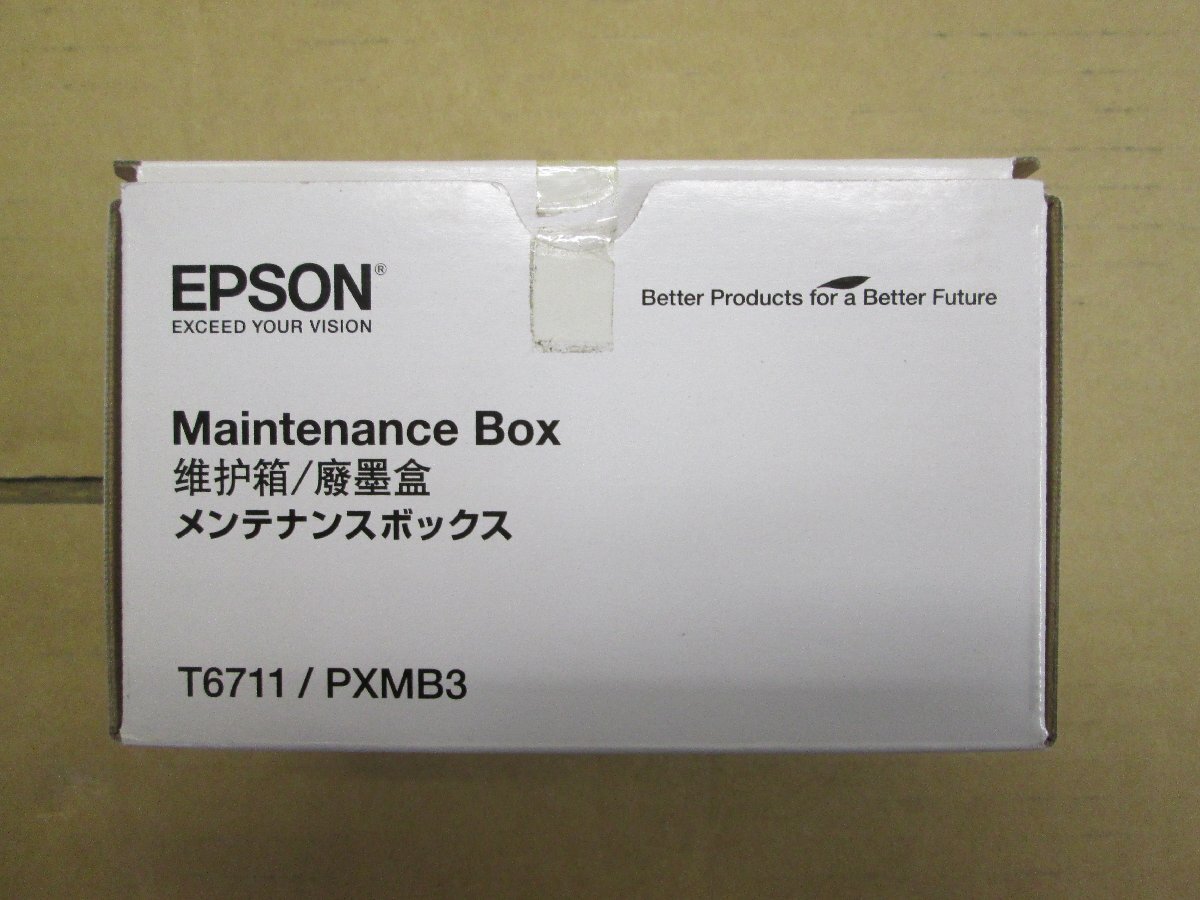 EPSON®
EXCEED YOUR VISION
Better Products for a Better Future
Maintenance Box
维护箱/廢墨盒
メンテナンスボックス
T6711 / PXMB3